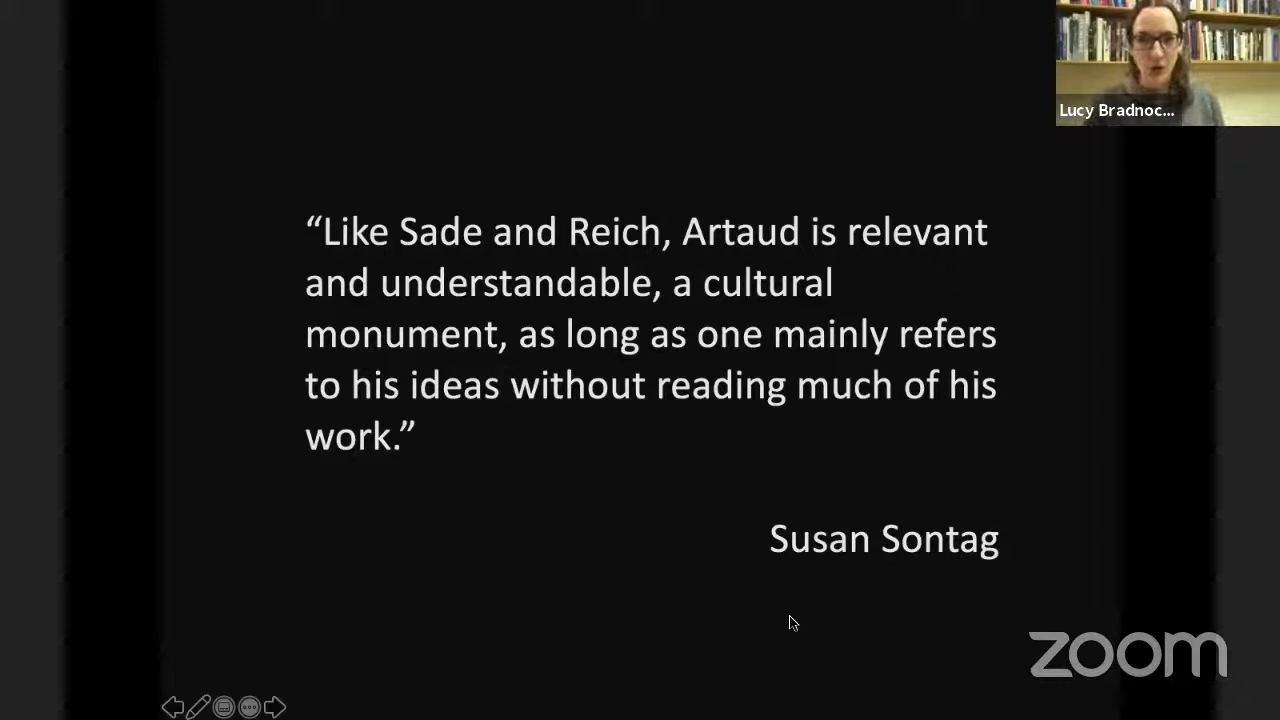 Lucy Bradnoc...
“Like Sade and Reich, Artaud is relevant
and understandable, a cultural
monument, as long as one mainly refers
to his ideas without reading much of his
work.”
Susan Sontag
zoom